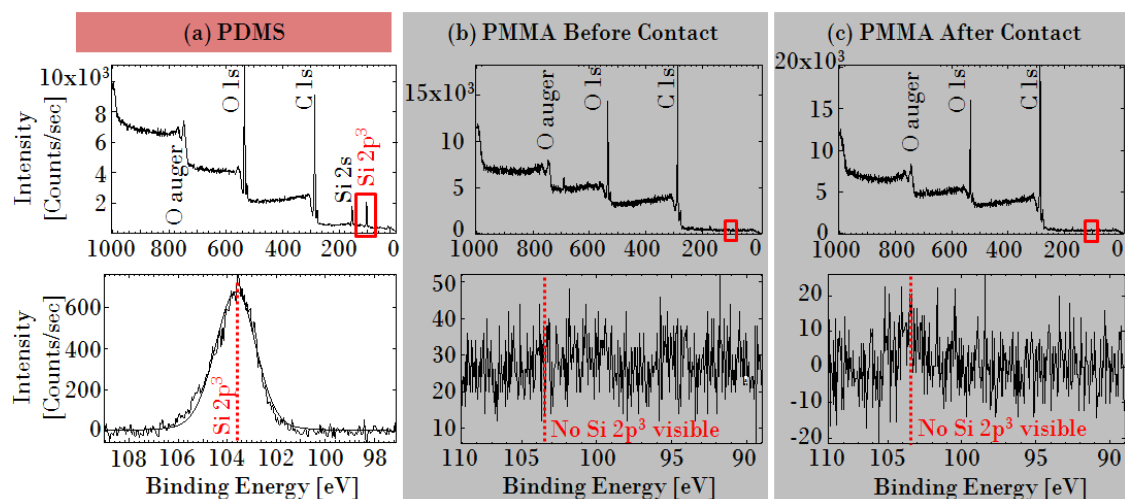 (a) PDMS
(b) PMMA Before Contact
(c) PMMA After Contact
Intensity
[Counts/sec]
10x10³
8
6
4
2
O auger
O 1s
C 1s
Si 2s
Si 2p³
1000 800 600 400 200 0
15x10³
10
5
0
O auger
O 1s
C 1s
1000 800 600 400 200 0
20x10³
15
10
5
0
O auger
O 1s
C 1s
1000 800 600 400 200 0
Intensity
[Counts/sec]
600
400
200
0
Si 2p³
108 106 104 102 100 98
Binding Energy [eV]
50
40
30
20
10
No Si 2p³ visible
110 105 100 95 90
Binding Energy [eV]
20
10
0
-10
-20
No Si 2p³ visible
110 105 100 95 90
Binding Energy [eV]